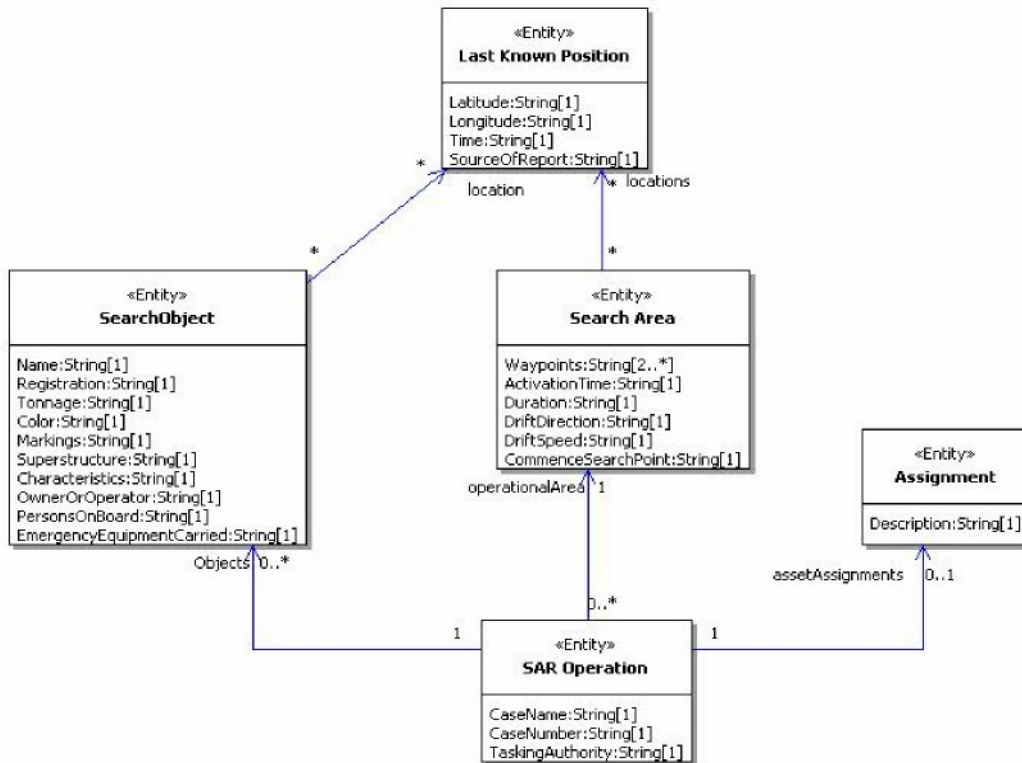 «Entity»
Last Known Position
Latitude:String[1]
Longitude:String[1]
Time:String[1]
SourceOfReport:String[1]
*
location
* locations
*
*
«Entity»
SearchObject
Name:String[1]
Registration:String[1]
Tonnage:String[1]
Color:String[1]
Markings:String[1]
Superstructure:String[1]
Characteristics:String[1]
OwnerOrOperator:String[1]
PersonsOnBoard:String[1]
EmergencyEquipmentCarried:String[1]
«Entity»
Search Area
Waypoints:String[2..*]
ActivationTime:String[1]
Duration:String[1]
DriftDirection:String[1]
DriftSpeed:String[1]
CommenceSearchPoint:String[1]
«Entity»
Assignment
Description:String[1]
operationalArea 1
Objects 0..*
assetAssignments 0..1
0..*
1
1
«Entity»
SAR Operation
CaseName:String[1]
CaseNumber:String[1]
TaskingAuthority:String[1]